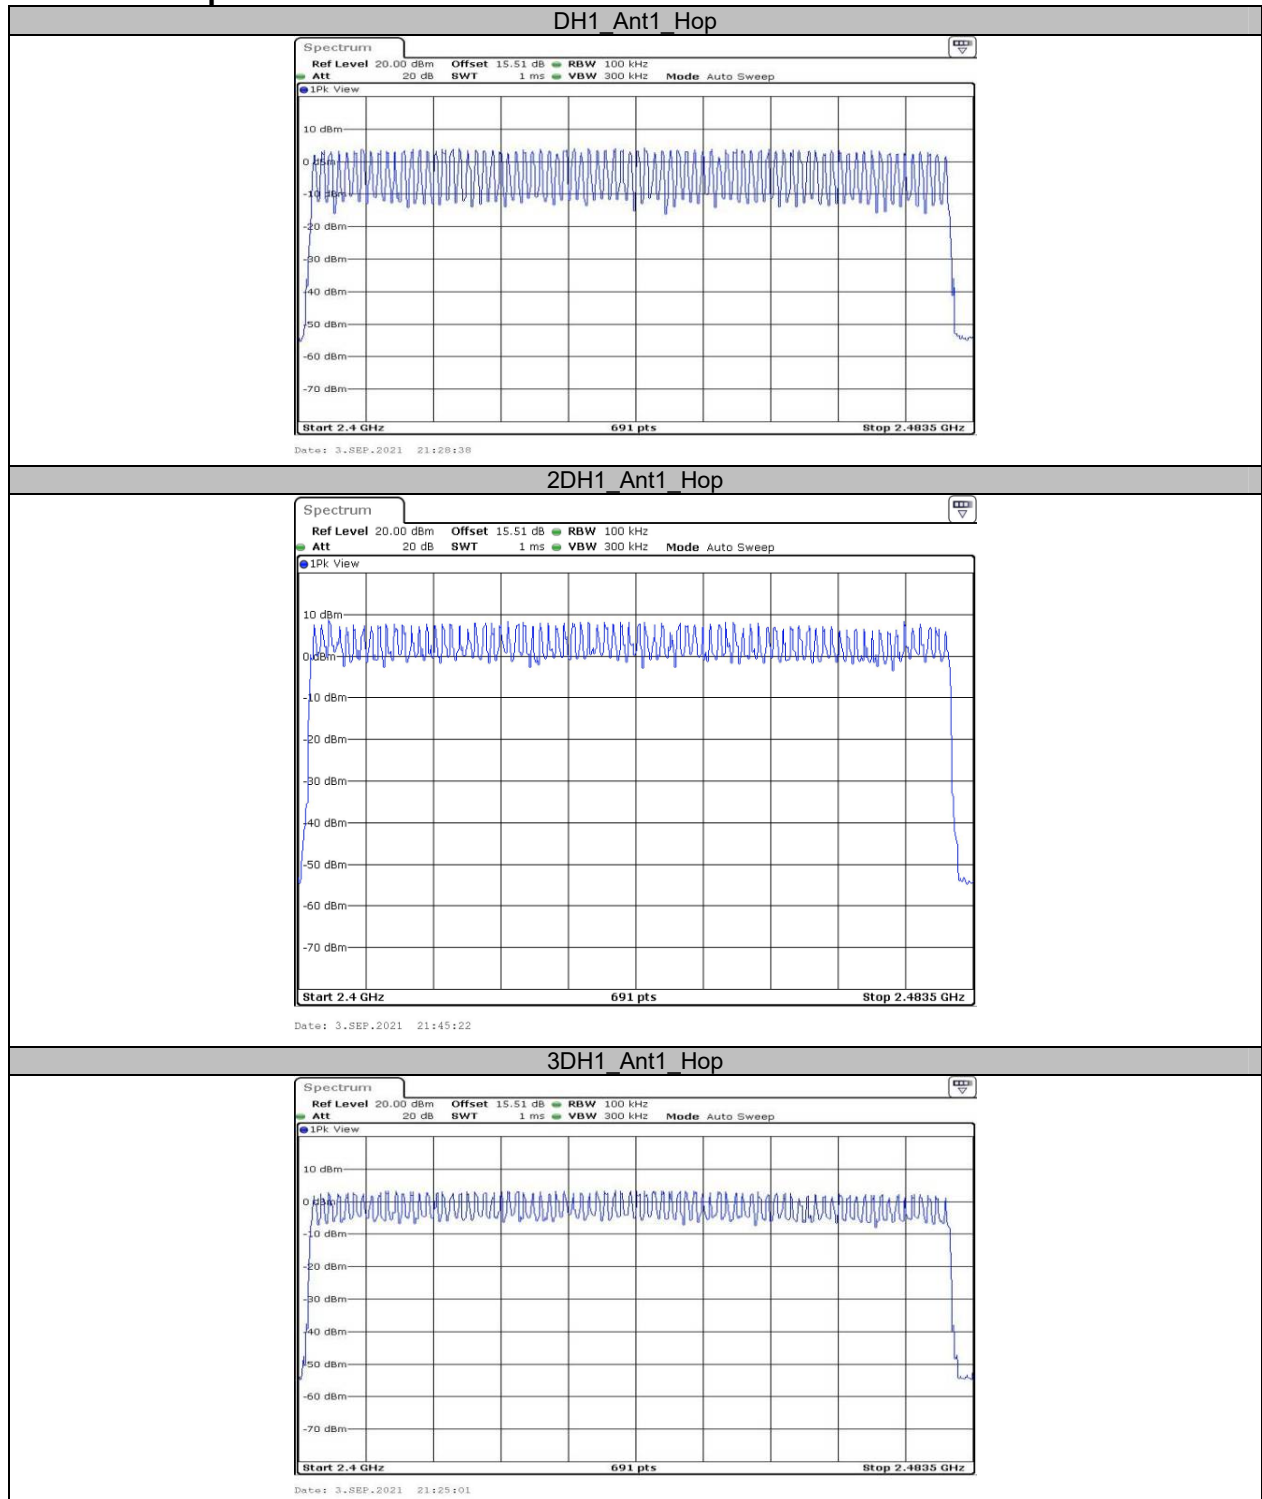 DH1_Ant1_Hop
Spectrum
Ref Level 20.00 dBm Offset 15.51 dB RBW 100 kHz
Att 20 dB SWT 1 ms VBW 300 kHz Mode Auto Sweep
1Pk View
10 dBm
0 dBm
-10 dBm
-20 dBm
-30 dBm
-40 dBm
-50 dBm
-60 dBm
-70 dBm
Start 2.4 GHz 691 pts Stop 2.4835 GHz
Date: 3.SEP.2021 21:28:38
2DH1_Ant1_Hop
Spectrum
Ref Level 20.00 dBm Offset 15.51 dB RBW 100 kHz
Att 20 dB SWT 1 ms VBW 300 kHz Mode Auto Sweep
1Pk View
10 dBm
0 dBm
-10 dBm
-20 dBm
-30 dBm
-40 dBm
-50 dBm
-60 dBm
-70 dBm
Start 2.4 GHz 691 pts Stop 2.4835 GHz
Date: 3.SEP.2021 21:45:22
3DH1_Ant1_Hop
Spectrum
Ref Level 20.00 dBm Offset 15.51 dB RBW 100 kHz
Att 20 dB SWT 1 ms VBW 300 kHz Mode Auto Sweep
1Pk View
10 dBm
0 dBm
-10 dBm
-20 dBm
-30 dBm
-40 dBm
-50 dBm
-60 dBm
-70 dBm
Start 2.4 GHz 691 pts Stop 2.4835 GHz
Date: 3.SEP.2021 21:25:01